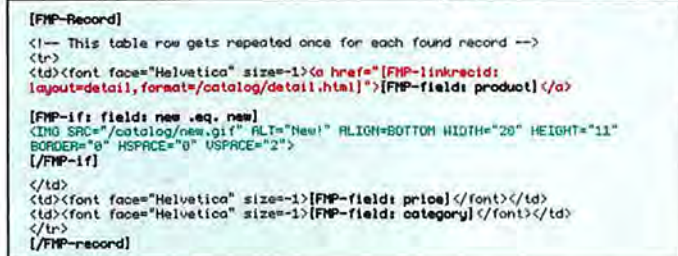 [FMP-Record]
<!-- This table row gets repeated once for each found record -->
<tr>
<td><font face="Helvetica" size=-1><a href="[FMP-linkrecid:
layout=detail,format=/catalog/detail.html]">[FMP-field: product]</a>
[FMP-if: field: new .eq. new]
<IMG SRC="/catalog/new.gif" ALT="New!" ALIGN=BOTTOM WIDTH="20" HEIGHT="11"
BORDER="0" HSPACE="0" VSPACE="2">
[/FMP-if]
</td>
<td><font face="Helvetica" size=-1>[FMP-field: price]</font></td>
<td><font face="Helvetica" size=-1>[FMP-field: category]</font></td>
</tr>
[/FMP-record]